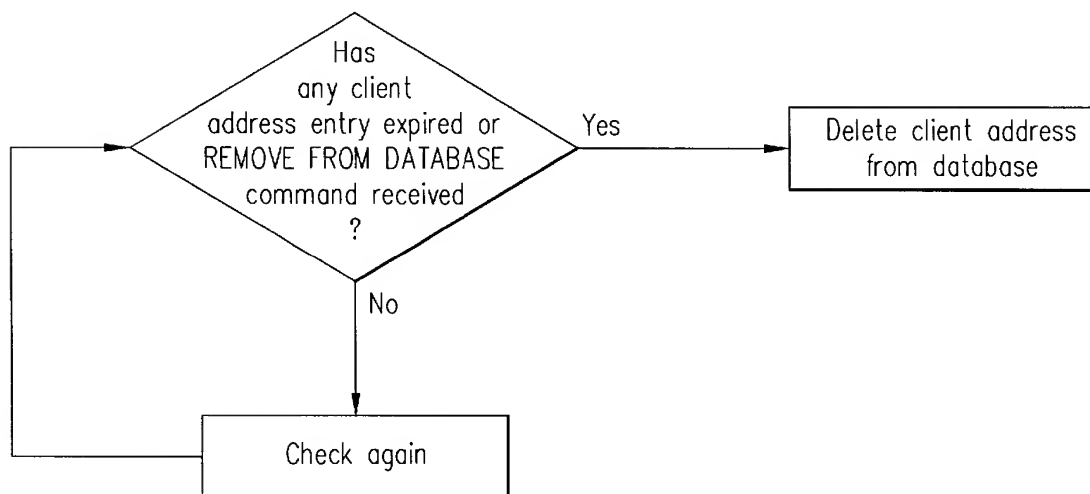 Has
any client
address entry expired or
REMOVE FROM DATABASE
command received
?
Yes
Delete client address
from database
No
Check again